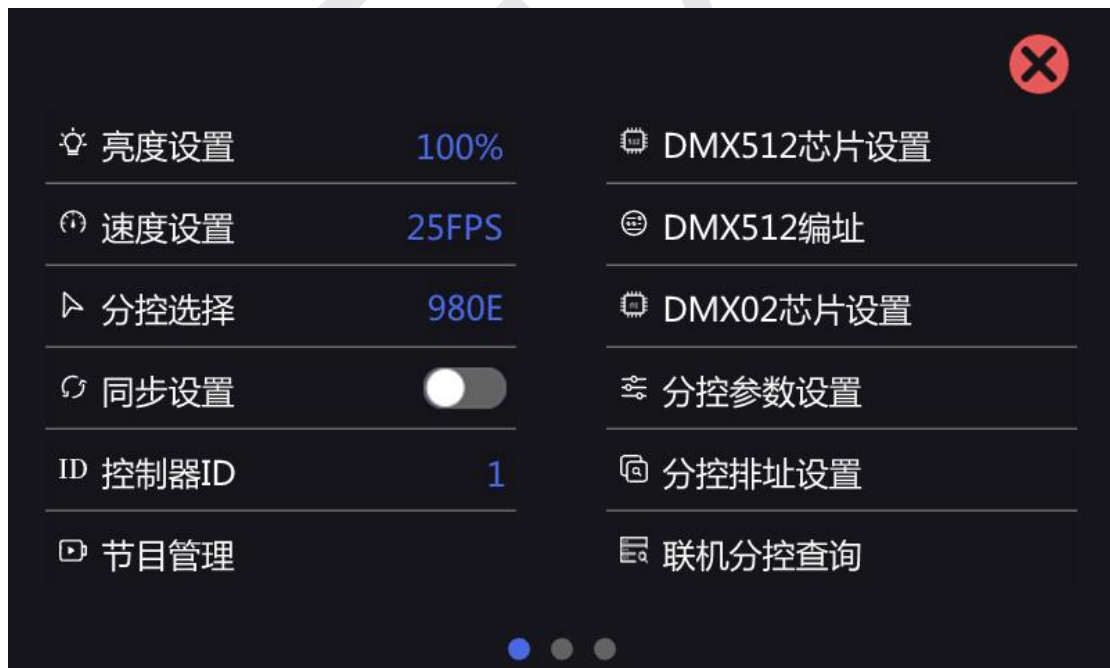 亮度设置 100%
速度设置 25FPS
分控选择 980E
同步设置
ID 控制器ID 1
节目管理
512 DMX512芯片设置
DMX512编址
02 DMX02芯片设置
分控参数设置
分控排址设置
联机分控查询